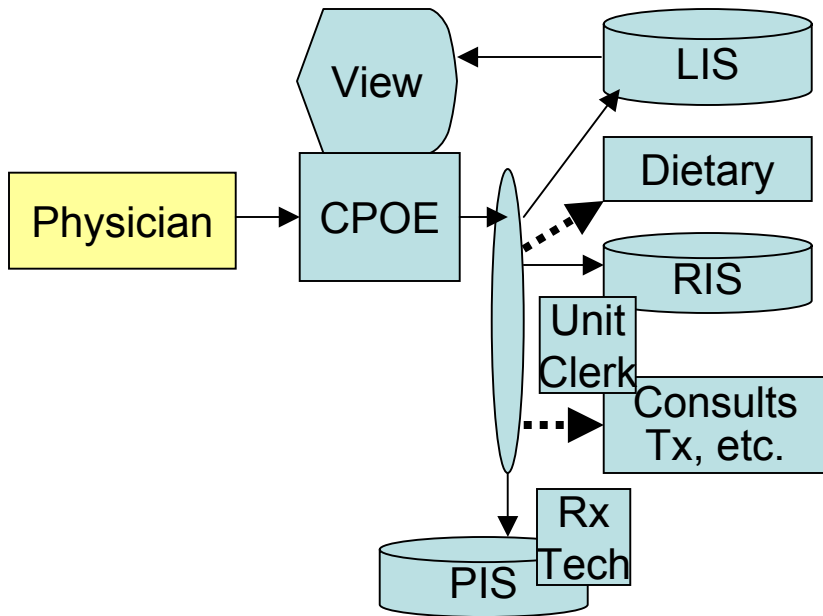 View
LIS
Physician
CPOE
Dietary
RIS
Unit
Clerk
Consults
Tx, etc.
Rx
Tech
PIS